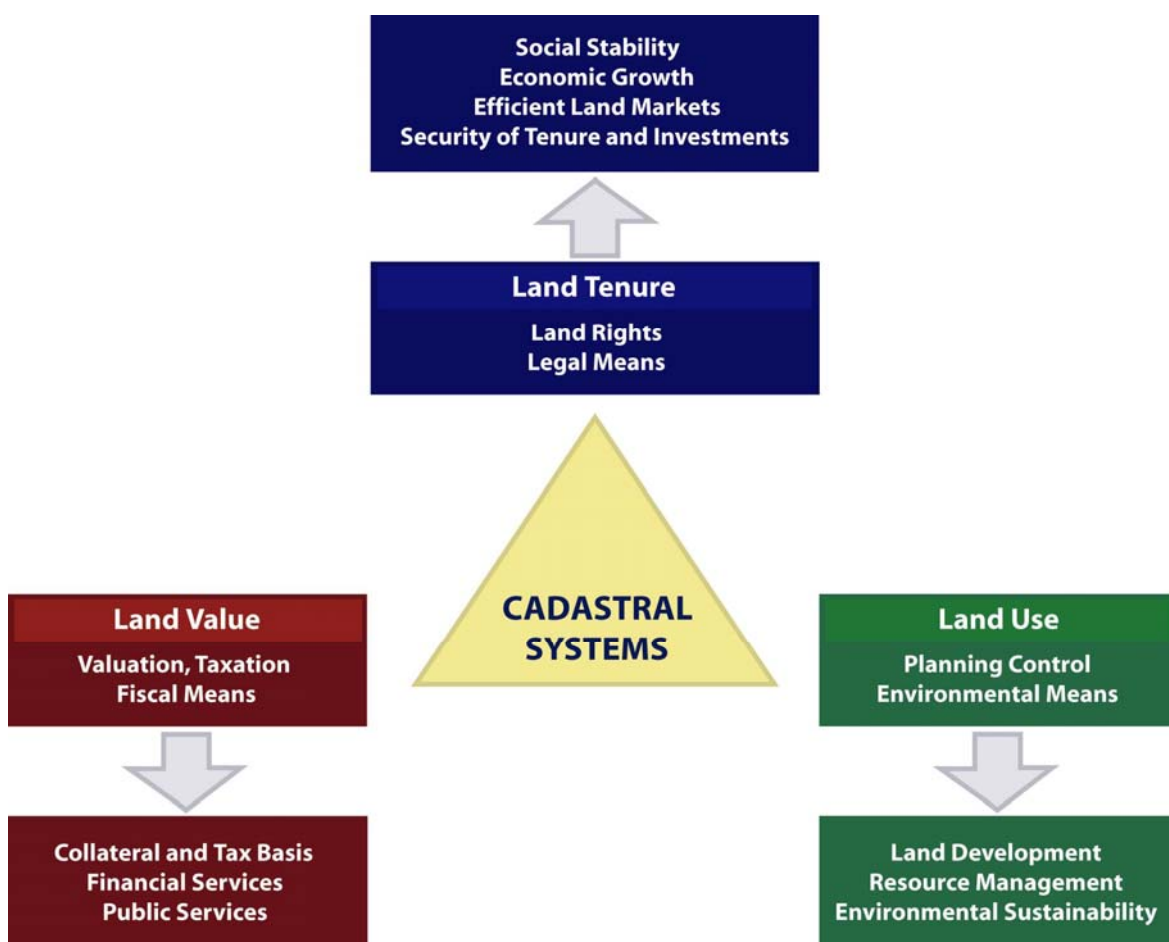 Social Stability
Economic Growth
Efficient Land Markets
Security of Tenure and Investments
Land Tenure
Land Rights
Legal Means
CADASTRAL
SYSTEMS
Land Value
Valuation, Taxation
Fiscal Means
Land Use
Planning Control
Environmental Means
Collateral and Tax Basis
Financial Services
Public Services
Land Development
Resource Management
Environmental Sustainability